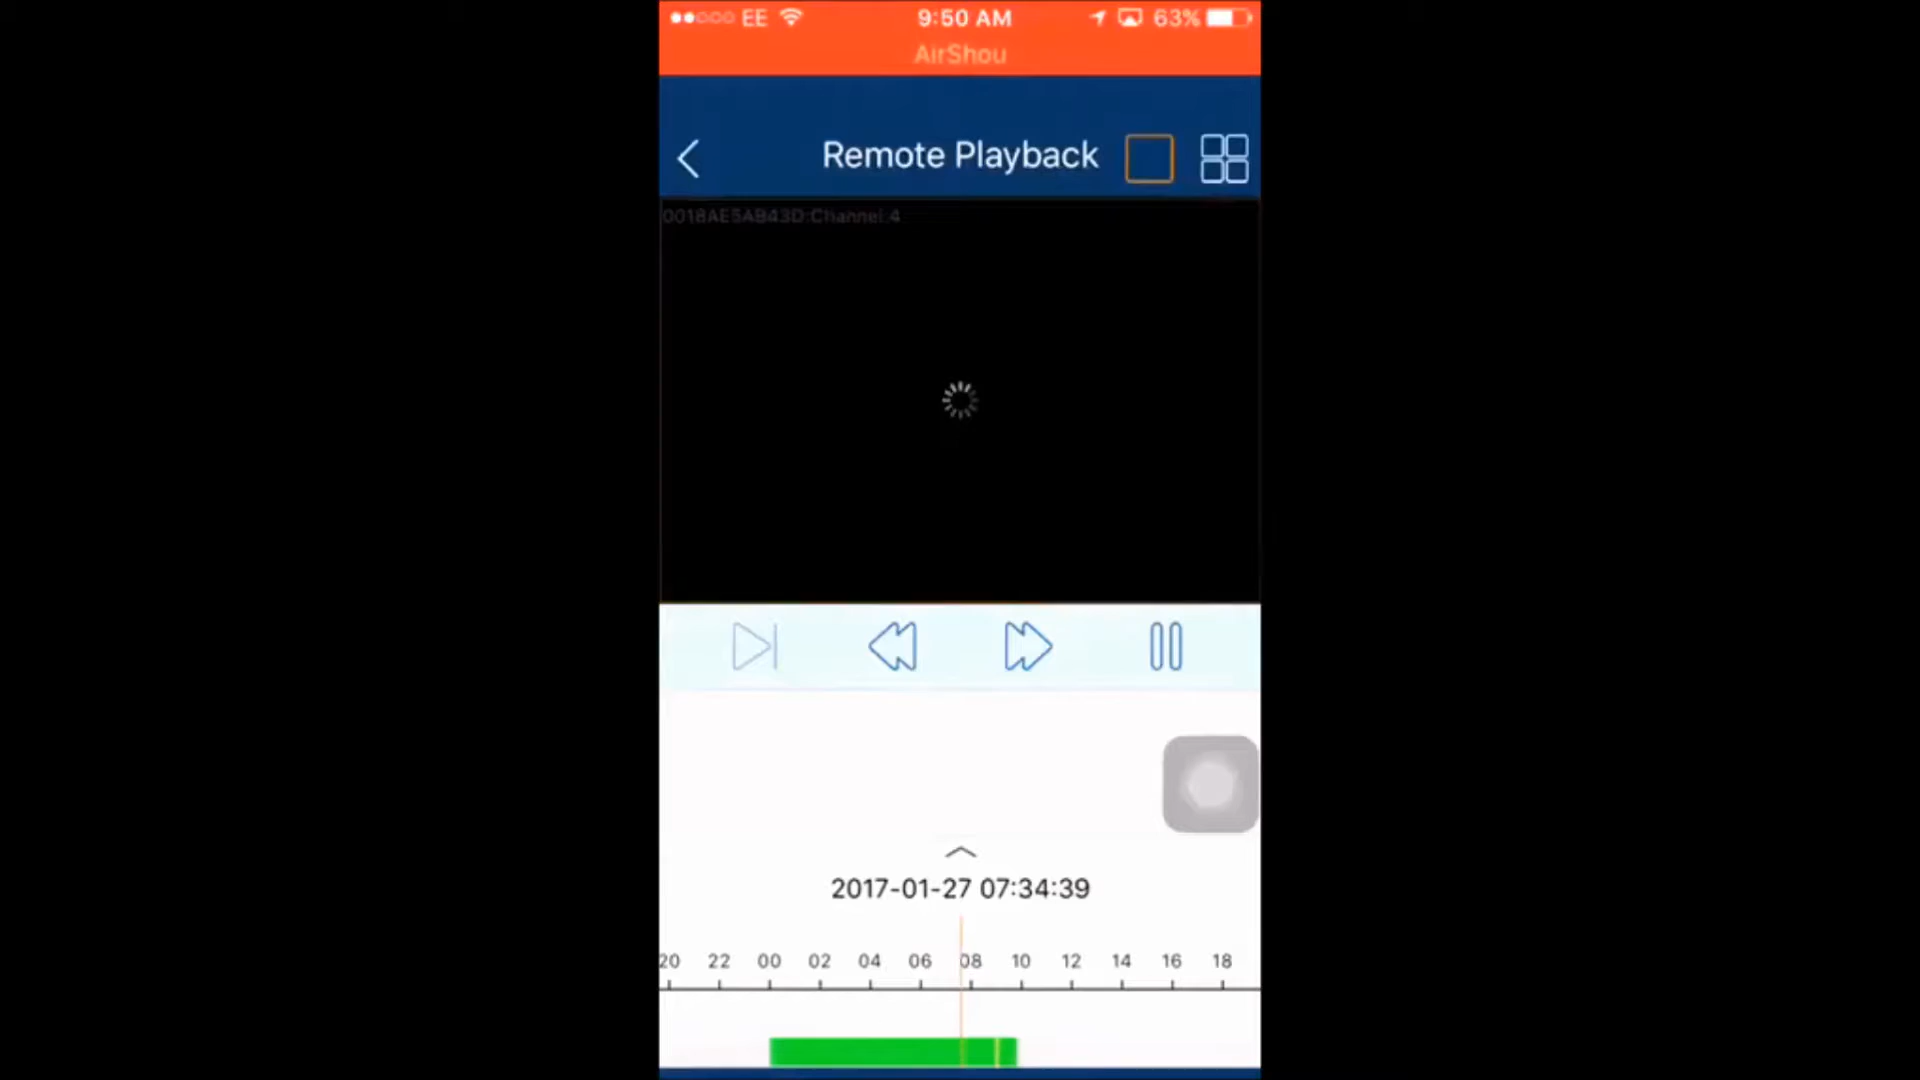 EE 9:50 AM 63%
AirShou
Remote Playback
0018AE5AB43D:Channel:4
2017-01-27 07:34:39
20 22 00 02 04 06 08 10 12 14 16 18